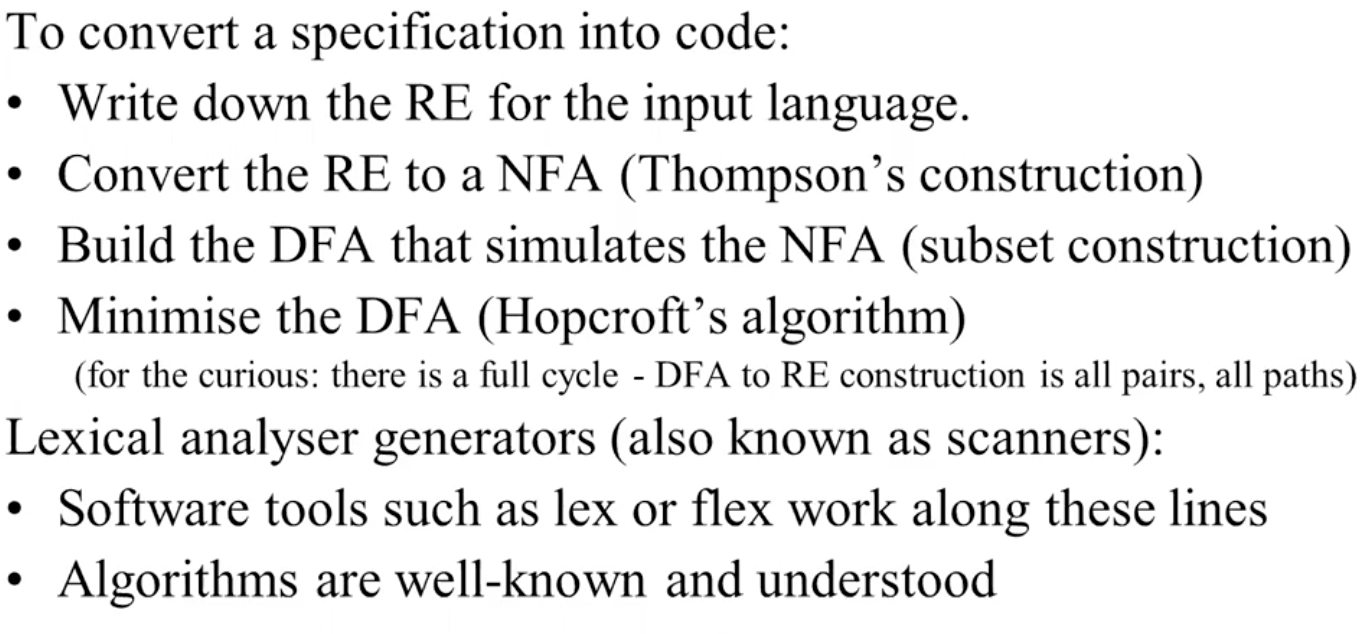 To convert a specification into code:
• Write down the RE for the input language.
• Convert the RE to a NFA (Thompson’s construction)
• Build the DFA that simulates the NFA (subset construction)
• Minimise the DFA (Hopcroft’s algorithm)
(for the curious: there is a full cycle - DFA to RE construction is all pairs, all paths)
Lexical analyser generators (also known as scanners):
• Software tools such as lex or flex work along these lines
• Algorithms are well-known and understood